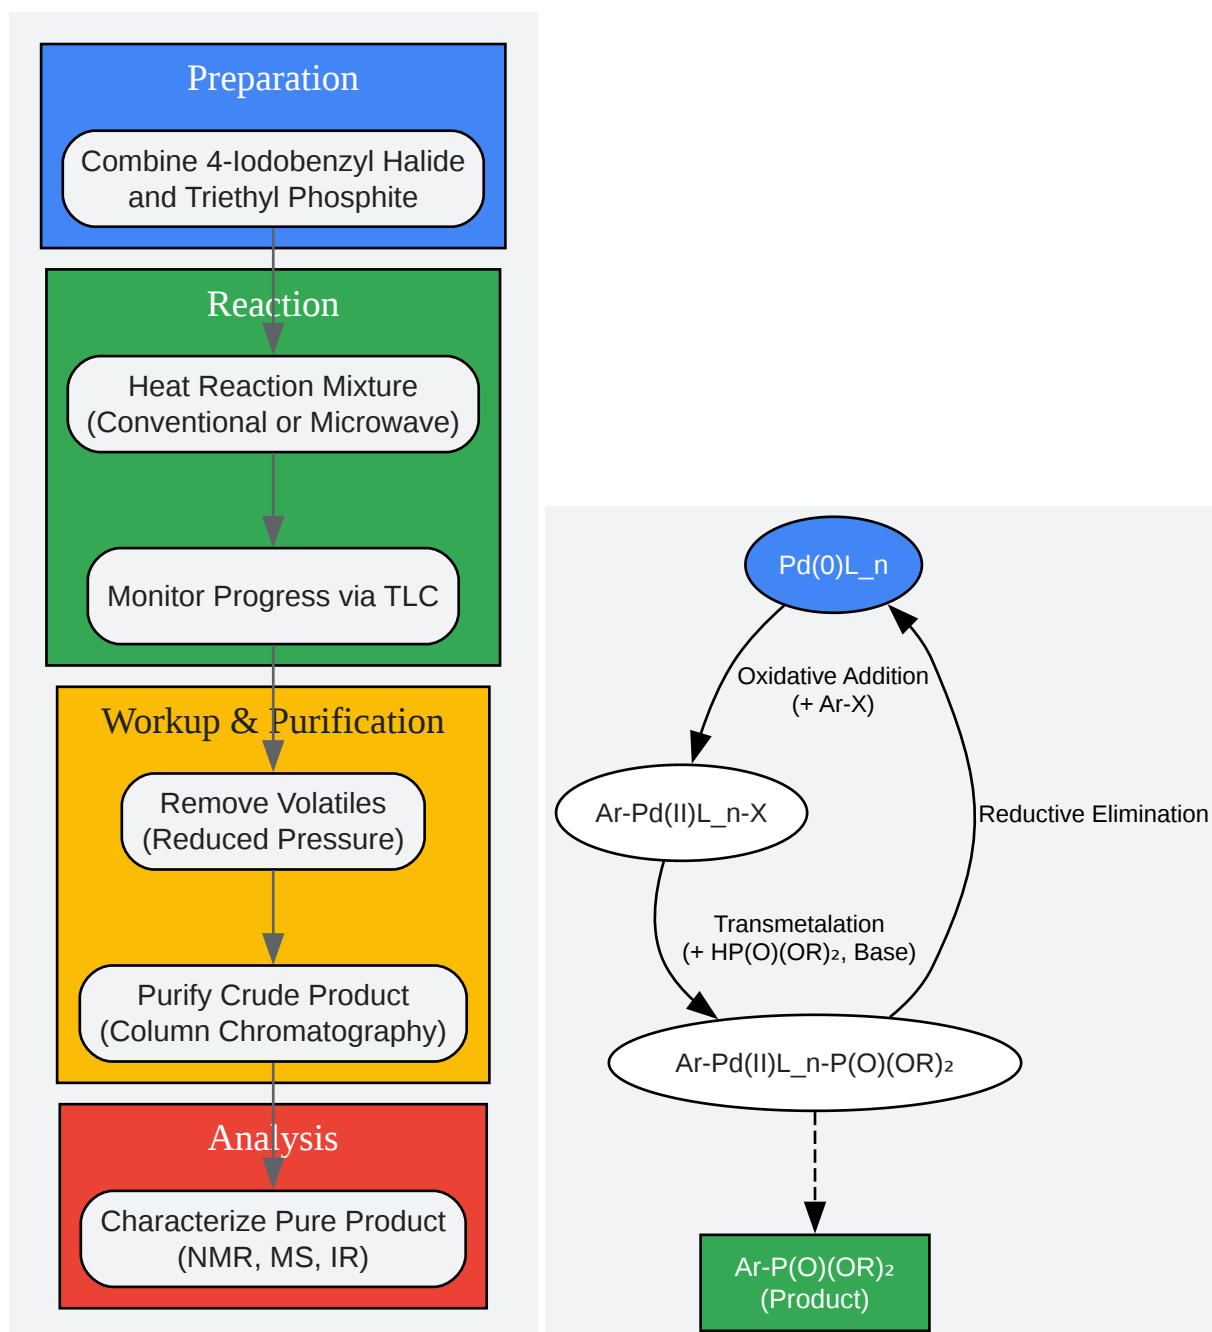 Preparation
Combine 4-Iodobenzyl Halide
and Triethyl Phosphite
Reaction
Heat Reaction Mixture
(Conventional or Microwave)
Monitor Progress via TLC
Workup & Purification
Remove Volatiles
(Reduced Pressure)
Purify Crude Product
(Column Chromatography)
Analysis
Characterize Pure Product
(NMR, MS, IR)
Pd(0)L_n
Oxidative Addition
(+ Ar-X)
Ar-Pd(II)L_n-X
Reductive Elimination
Transmetalation
(+ HP(O)(OR)₂, Base)
Ar-Pd(II)L_n-P(O)(OR)₂
Ar-P(O)(OR)₂
(Product)